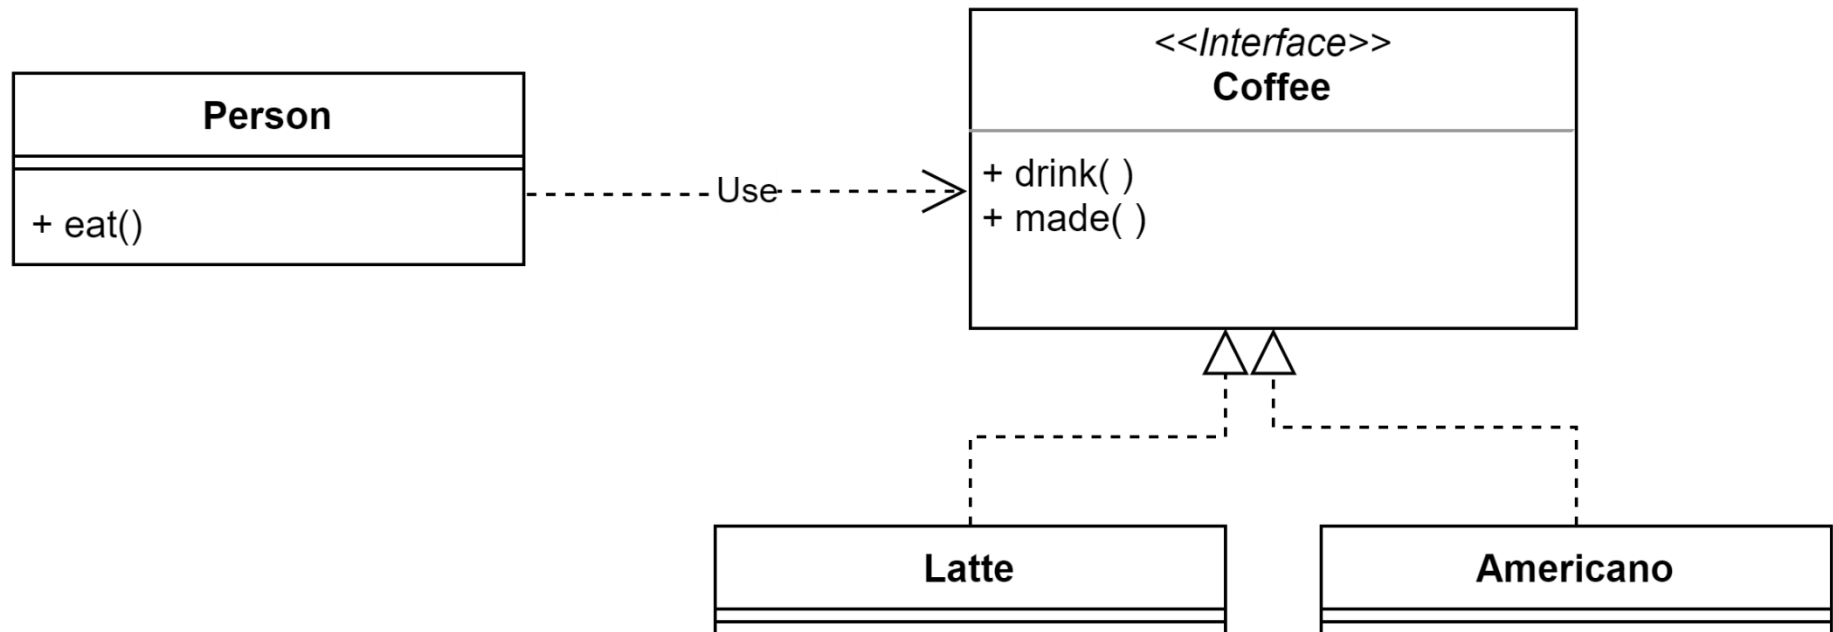 Person
+ eat()
Use
<<Interface>>
Coffee
+ drink( )
+ made( )
Latte
Americano